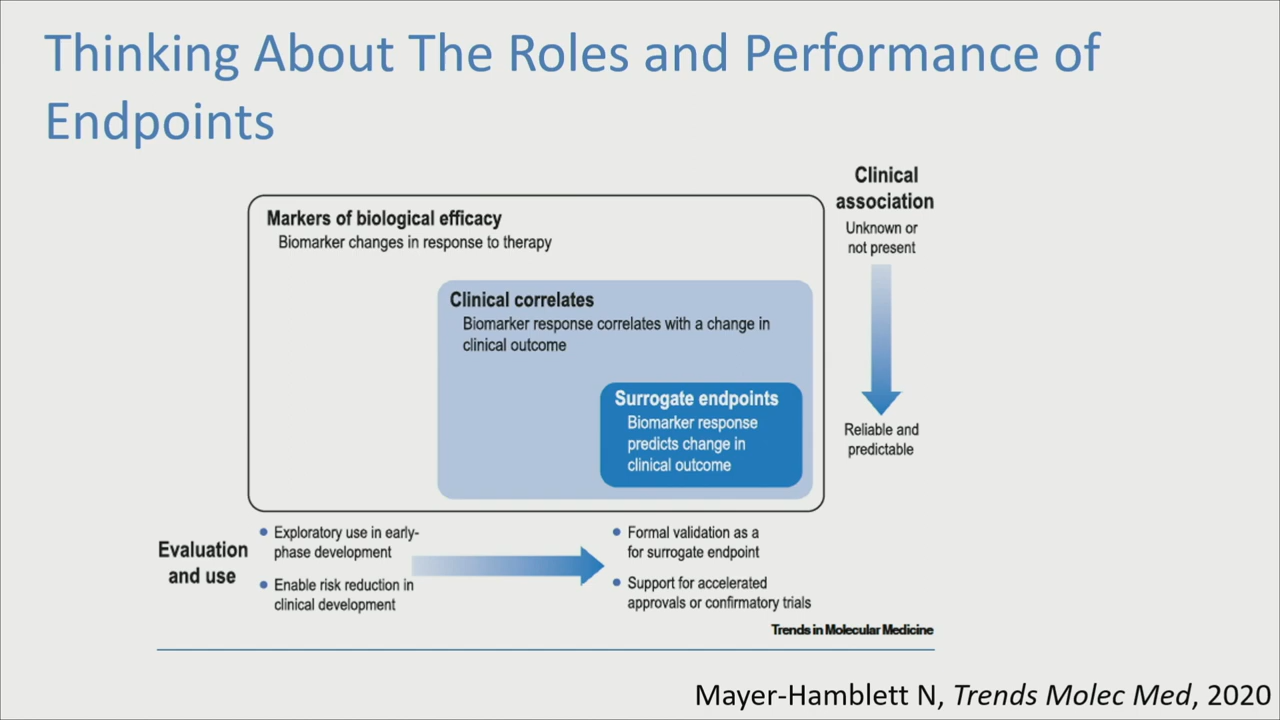 Thinking About The Roles and Performance of
Endpoints
Clinical
association
Unknown or
not present
Reliable and
predictable
Markers of biological efficacy
Biomarker changes in response to therapy
Clinical correlates
Biomarker response correlates with a change in
clinical outcome
Surrogate endpoints
Biomarker response
predicts change in
clinical outcome
Evaluation
and use
• Exploratory use in early-
phase development
• Enable risk reduction in
clinical development
• Formal validation as a
for surrogate endpoint
• Support for accelerated
approvals or confirmatory trials
Trends in Molecular Medicine
Mayer-Hamblett N, Trends Molec Med, 2020